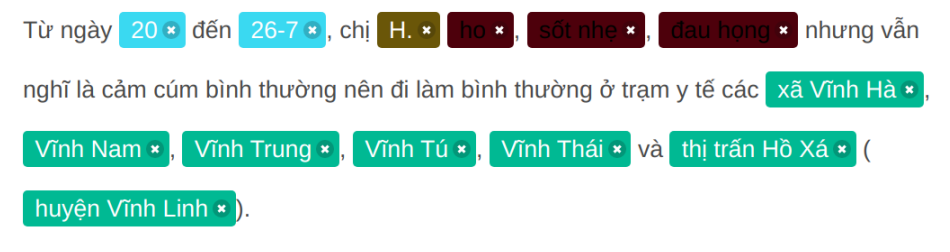 Từ ngày 20 đến 26-7, chị H. ho, sốt nhẹ, đau họng nhưng vẫn
nghĩ là cảm cúm bình thường nên đi làm bình thường ở trạm y tế các xã Vĩnh Hà,
Vĩnh Nam, Vĩnh Trung, Vĩnh Tú, Vĩnh Thái và thị trấn Hồ Xá (
huyện Vĩnh Linh).